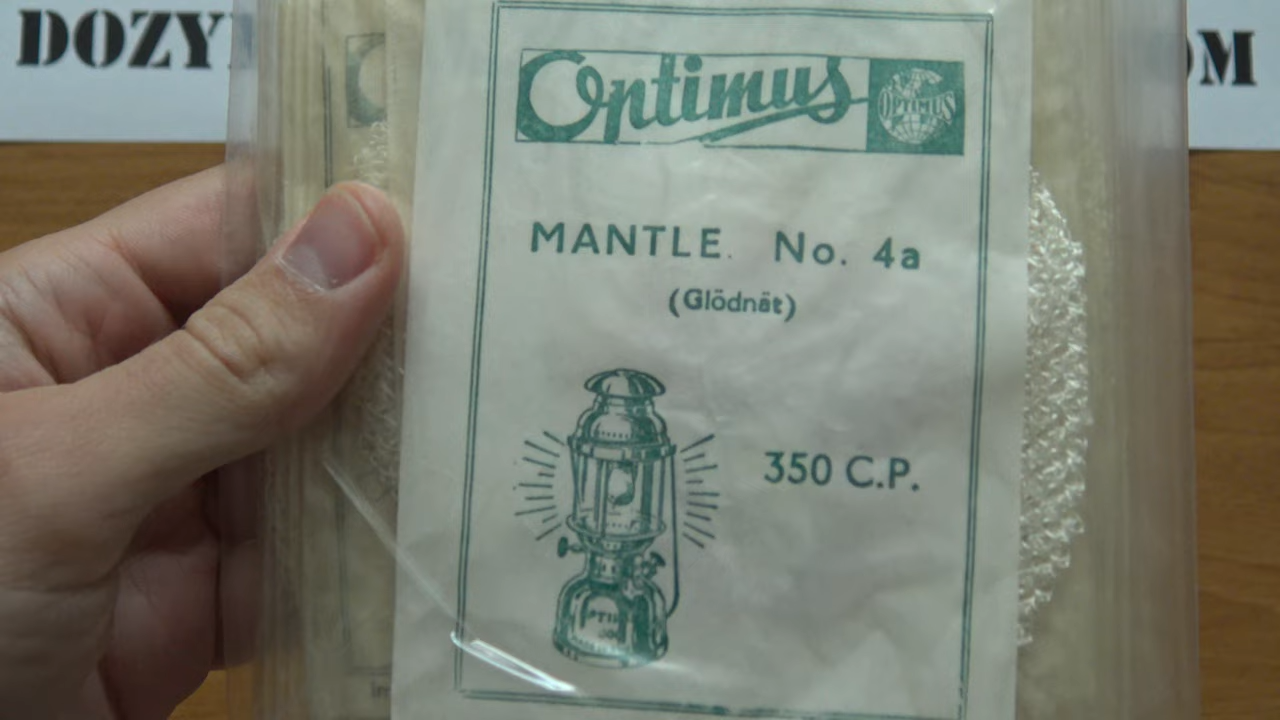 DOZY
OM
Optimus
OPTIMUS
MANTLE. No. 4a
(Glödnät)
350 C.P.